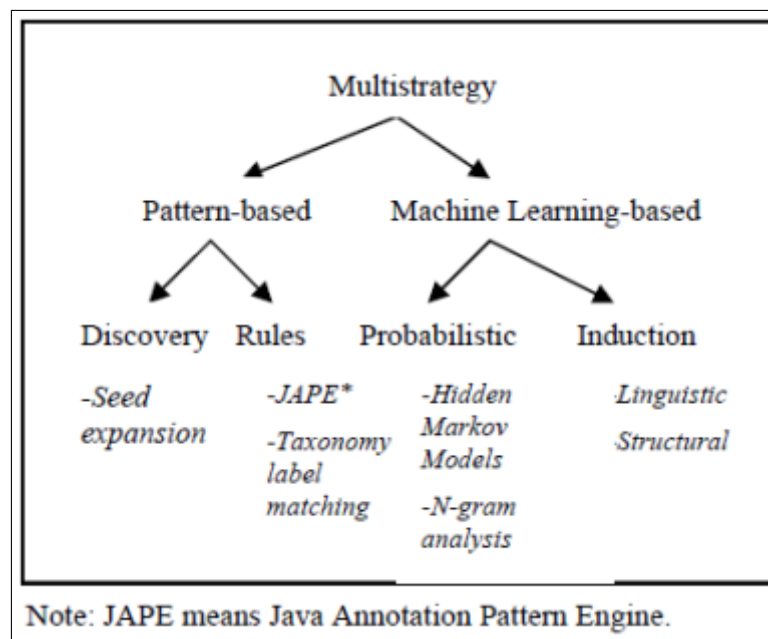 Multistrategy
Pattern-based
Machine Learning-based
Discovery
Rules
Probabilistic
Induction
-Seed
expansion
-JAPE*
-Taxonomy
label
matching
-Hidden
Markov
Models
-N-gram
analysis
-Linguistic
-Structural
Note: JAPE means Java Annotation Pattern Engine.